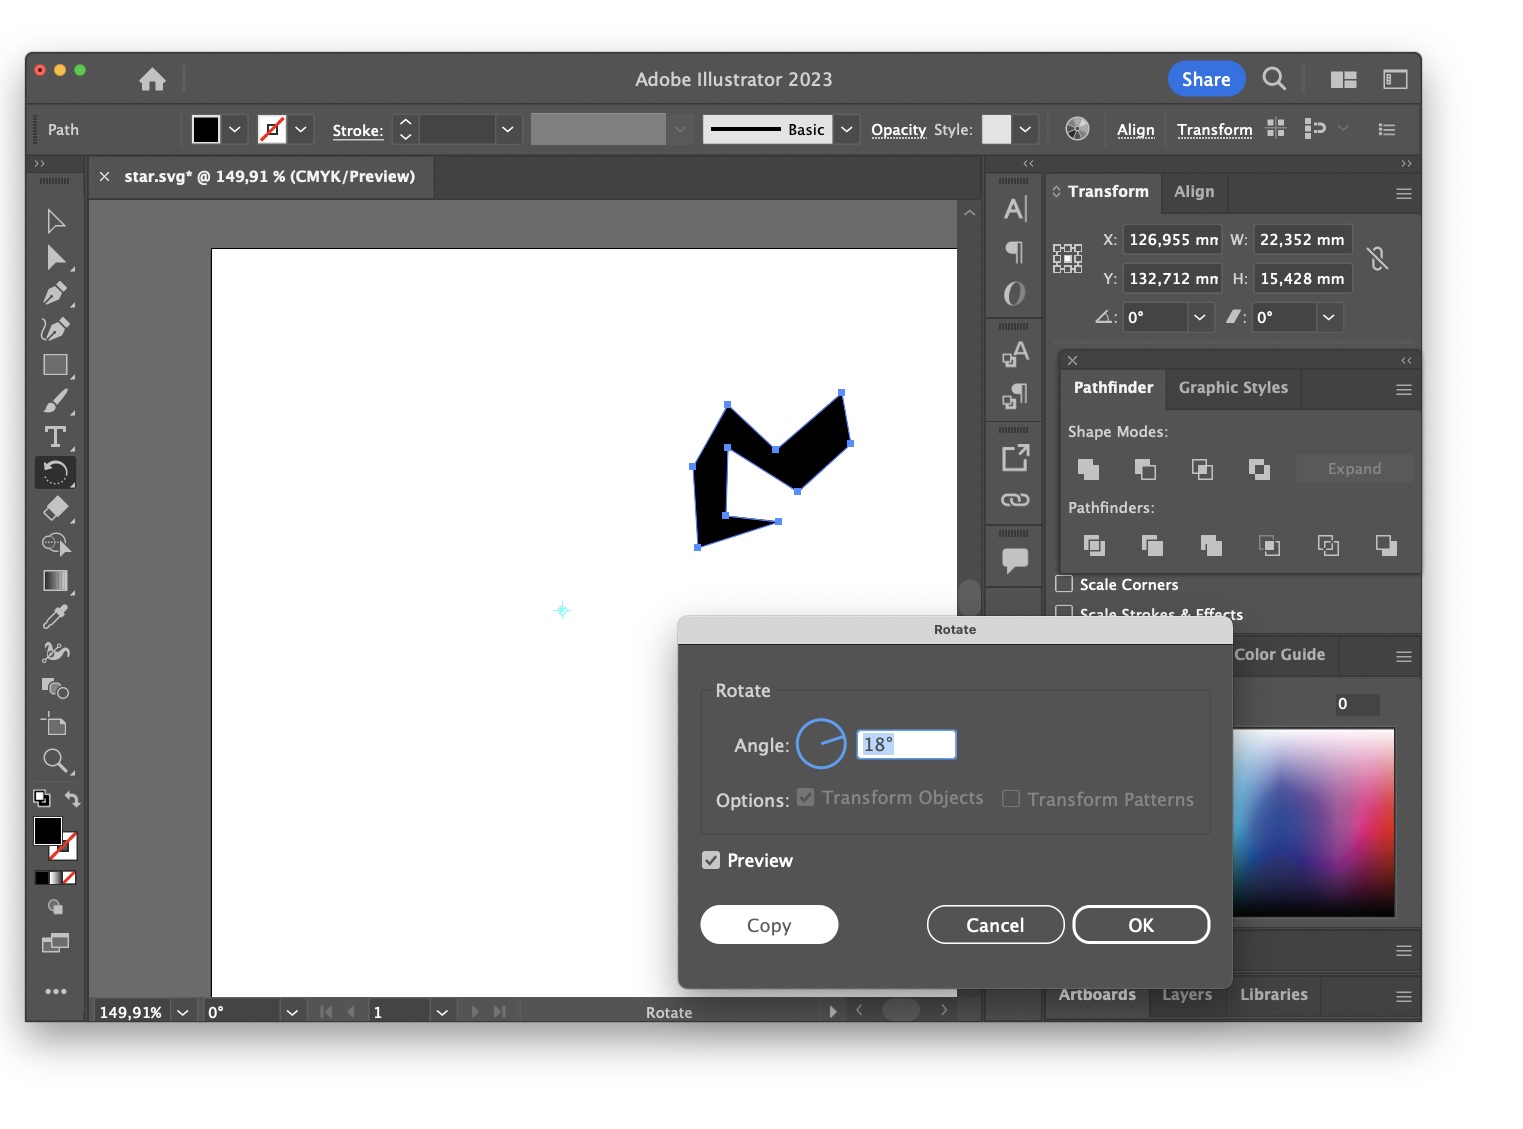 Adobe Illustrator 2023
Share
Path
Stroke:
Basic
Opacity Style:
Align
Transform
× star.svg* @ 149,91 % (CMYK/Preview)
Transform
Align
X: 126,955 mm W: 22,352 mm
Y: 132,712 mm H: 15,428 mm
0°
0°
Pathfinder
Graphic Styles
Shape Modes:
Expand
Pathfinders:
Scale Corners
Scale Strokes & Effects
Color Guide
0
Rotate
Rotate
Angle: 18°
Options: Transform Objects Transform Patterns
Preview
Copy
Cancel
OK
Artboards
Layers
Libraries
149,91%
0°
1
Rotate